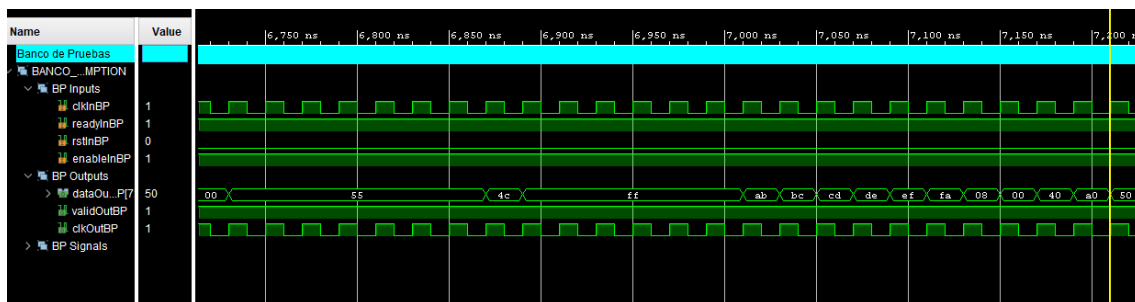 Name Value 6,750 ns 6,800 ns 6,850 ns 6,900 ns 6,950 ns 7,000 ns 7,050 ns 7,100 ns 7,150 ns 7,200
Banco de Pruebas
BANCO_...MPTION
BP Inputs
clkInBP 1
readyInBP 1
rstInBP 0
enableInBP 1
BP Outputs
dataOu...P[7 50 00 55 4c ff ab bc cd de ef fa 08 00 40 a0 50
validOutBP 1
clkOutBP 1
BP Signals